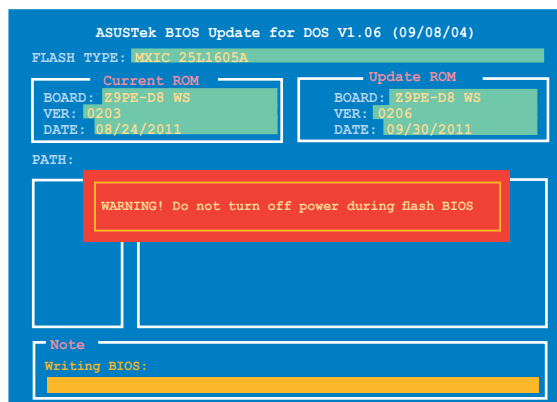 ASUSTek BIOS Update for DOS V1.06 (09/08/04)
FLASH TYPE: MXIC 25L1605A
Current ROM
BOARD: Z9PE-D8 WS
VER: 0203
DATE: 08/24/2011
Update ROM
BOARD: Z9PE-D8 WS
VER: 0206
DATE: 09/30/2011
PATH:
WARNING! Do not turn off power during flash BIOS
Note
Writing BIOS: